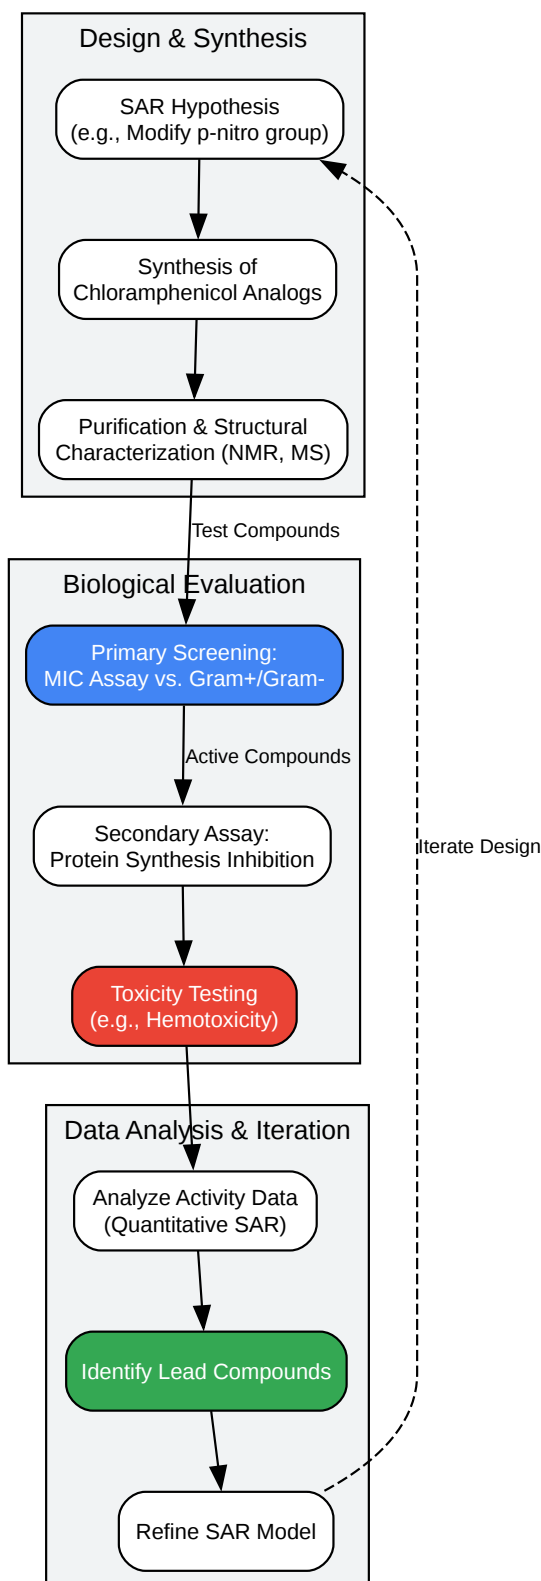 Design & Synthesis
SAR Hypothesis
(e.g., Modify p-nitro group)
Synthesis of
Chloramphenicol Analogs
Purification & Structural
Characterization (NMR, MS)
Test Compounds
Biological Evaluation
Primary Screening:
MIC Assay vs. Gram+/Gram-
Active Compounds
Secondary Assay:
Protein Synthesis Inhibition
Iterate Design
Toxicity Testing
(e.g., Hemotoxicity)
Data Analysis & Iteration
Analyze Activity Data
(Quantitative SAR)
Identify Lead Compounds
Refine SAR Model